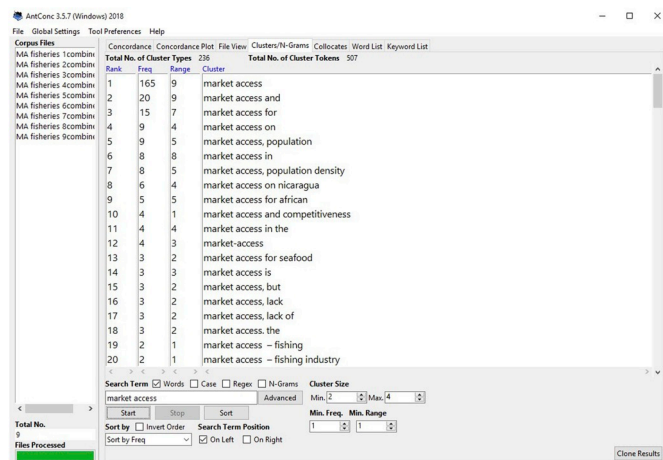 AntConc 3.5.7 (Windows) 2018
File Global Settings Tool Preferences Help
Corpus Files
MA fisheries 1combine
MA fisheries 2combine
MA fisheries 3combine
MA fisheries 4combine
MA fisheries 5combine
MA fisheries 6combine
MA fisheries 7combine
MA fisheries 8combine
MA fisheries 9combine
Concordance Concordance Plot File View Clusters/N-Grams Collocates Word List Keyword List
Total No. of Cluster Types 236 Total No. of Cluster Tokens 507
Rank Freq Range Cluster
1 165 9 market access
2 20 9 market access and
3 15 7 market access for
4 9 4 market access on
5 9 5 market access, population
6 8 8 market access in
7 8 5 market access, population density
8 6 4 market access on nicaragua
9 5 5 market access for african
10 4 1 market access and competitiveness
11 4 4 market access in the
12 4 3 market-access
13 3 2 market access for seafood
14 3 3 market access is
15 3 2 market access, but
16 3 2 market access, lack
17 3 2 market access, lack of
18 3 2 market access. the
19 2 1 market access – fishing
20 2 1 market access – fishing industry
Search Term Words Case Regex N-Grams Cluster Size
market access Advanced Min. 2 Max. 4
Start Stop Sort Min. Freq. Min. Range
Sort by Invert Order Search Term Position 1 1
Sort by Freq On Left On Right
Total No.
9
Files Processed
Clone Results